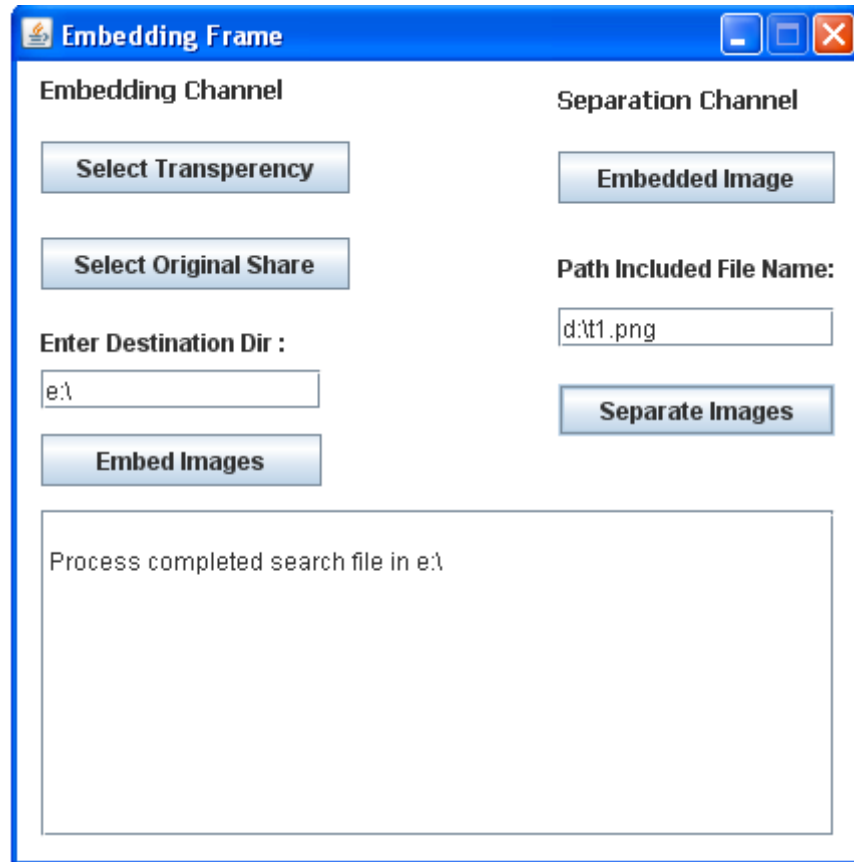 Embedding Frame
Embedding Channel
Select Transperency
Select Original Share
Enter Destination Dir :
e:\
Embed Images
Separation Channel
Embedded Image
Path Included File Name:
d:\t1.png
Separate Images
Process completed search file in e:\